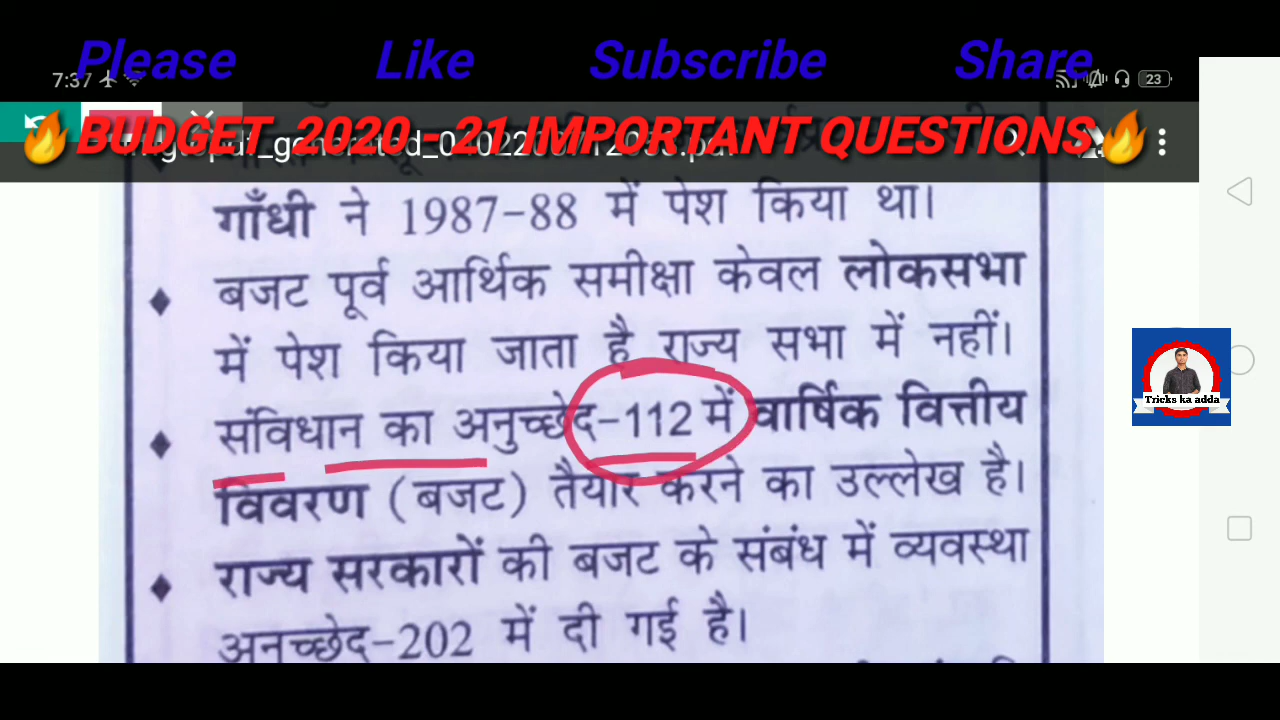 Please Like Subscribe Share
7:37 23
🔥BUDGET 2020 - 21 IMPORTANT QUESTIONS🔥
गाँधी ने 1987-88 में पेश किया था।
♦ बजट पूर्व आर्थिक समीक्षा केवल लोकसभा
में पेश किया जाता है राज्य सभा में नहीं।
♦ संविधान का अनुच्छेद-112 में वार्षिक वित्तीय
विवरण (बजट) तैयार करने का उल्लेख है।
♦ राज्य सरकारों की बजट के संबंध में व्यवस्था
अनुच्छेद-202 में दी गई है।
Tricks ka adda